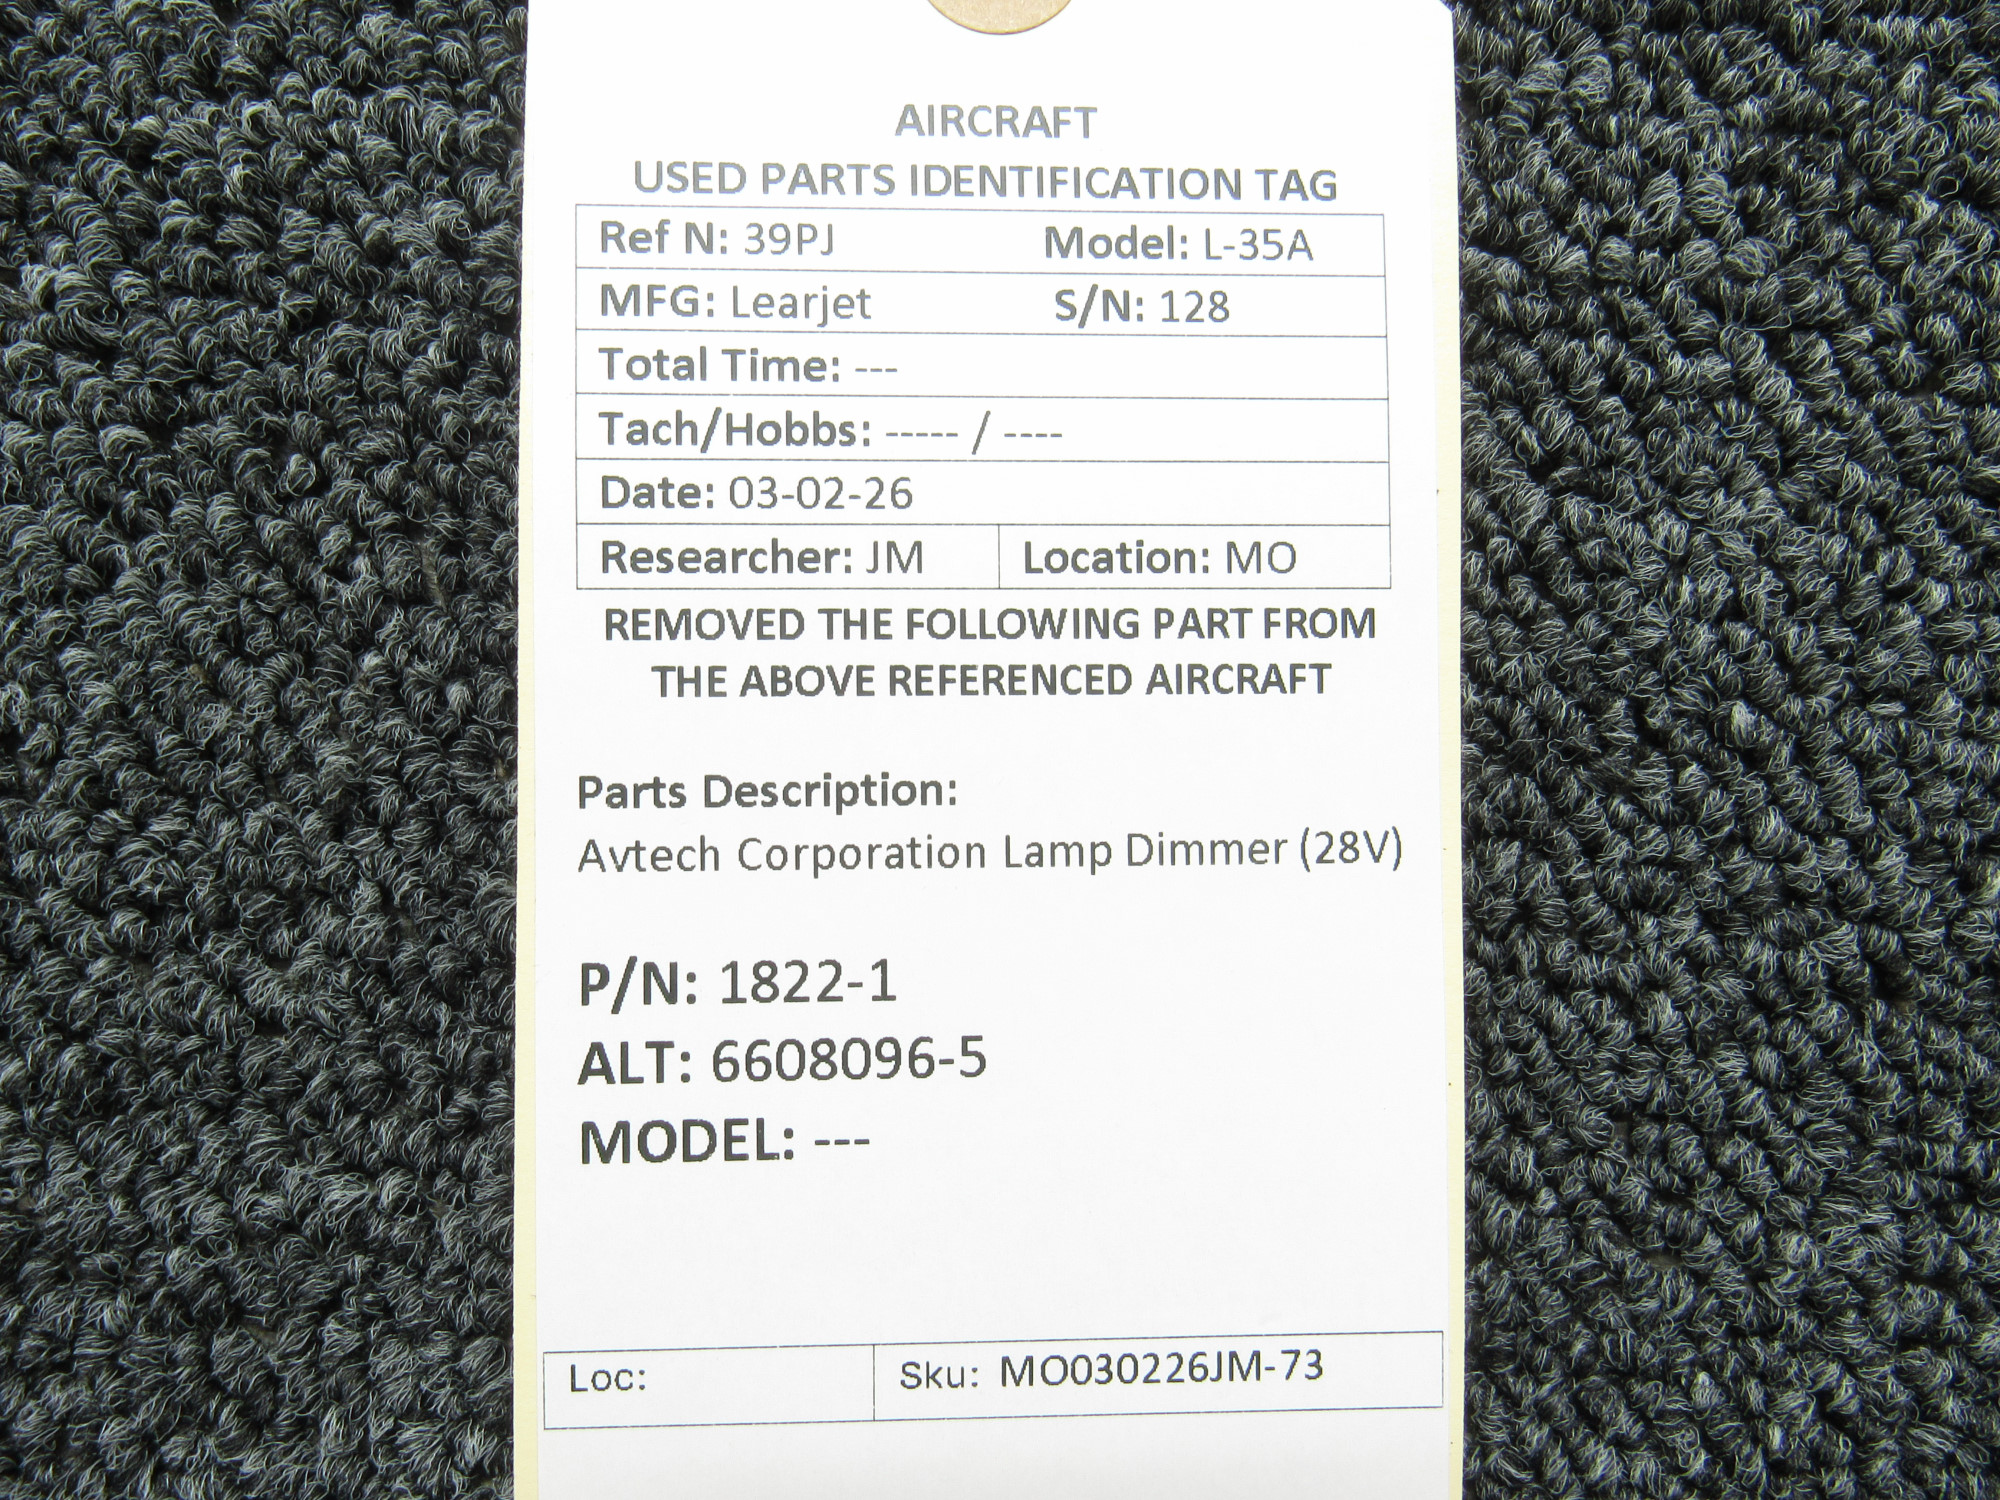 AIRCRAFT
USED PARTS IDENTIFICATION TAG
Ref N: 39PJ Model: L-35A
MFG: Learjet S/N: 128
Total Time: ---
Tach/Hobbs: ----- / ----
Date: 03-02-26
Researcher: JM Location: MO
REMOVED THE FOLLOWING PART FROM
THE ABOVE REFERENCED AIRCRAFT
Parts Description:
Avtech Corporation Lamp Dimmer (28V)
P/N: 1822-1
ALT: 6608096-5
MODEL: ---
Loc: Sku: MO030226JM-73